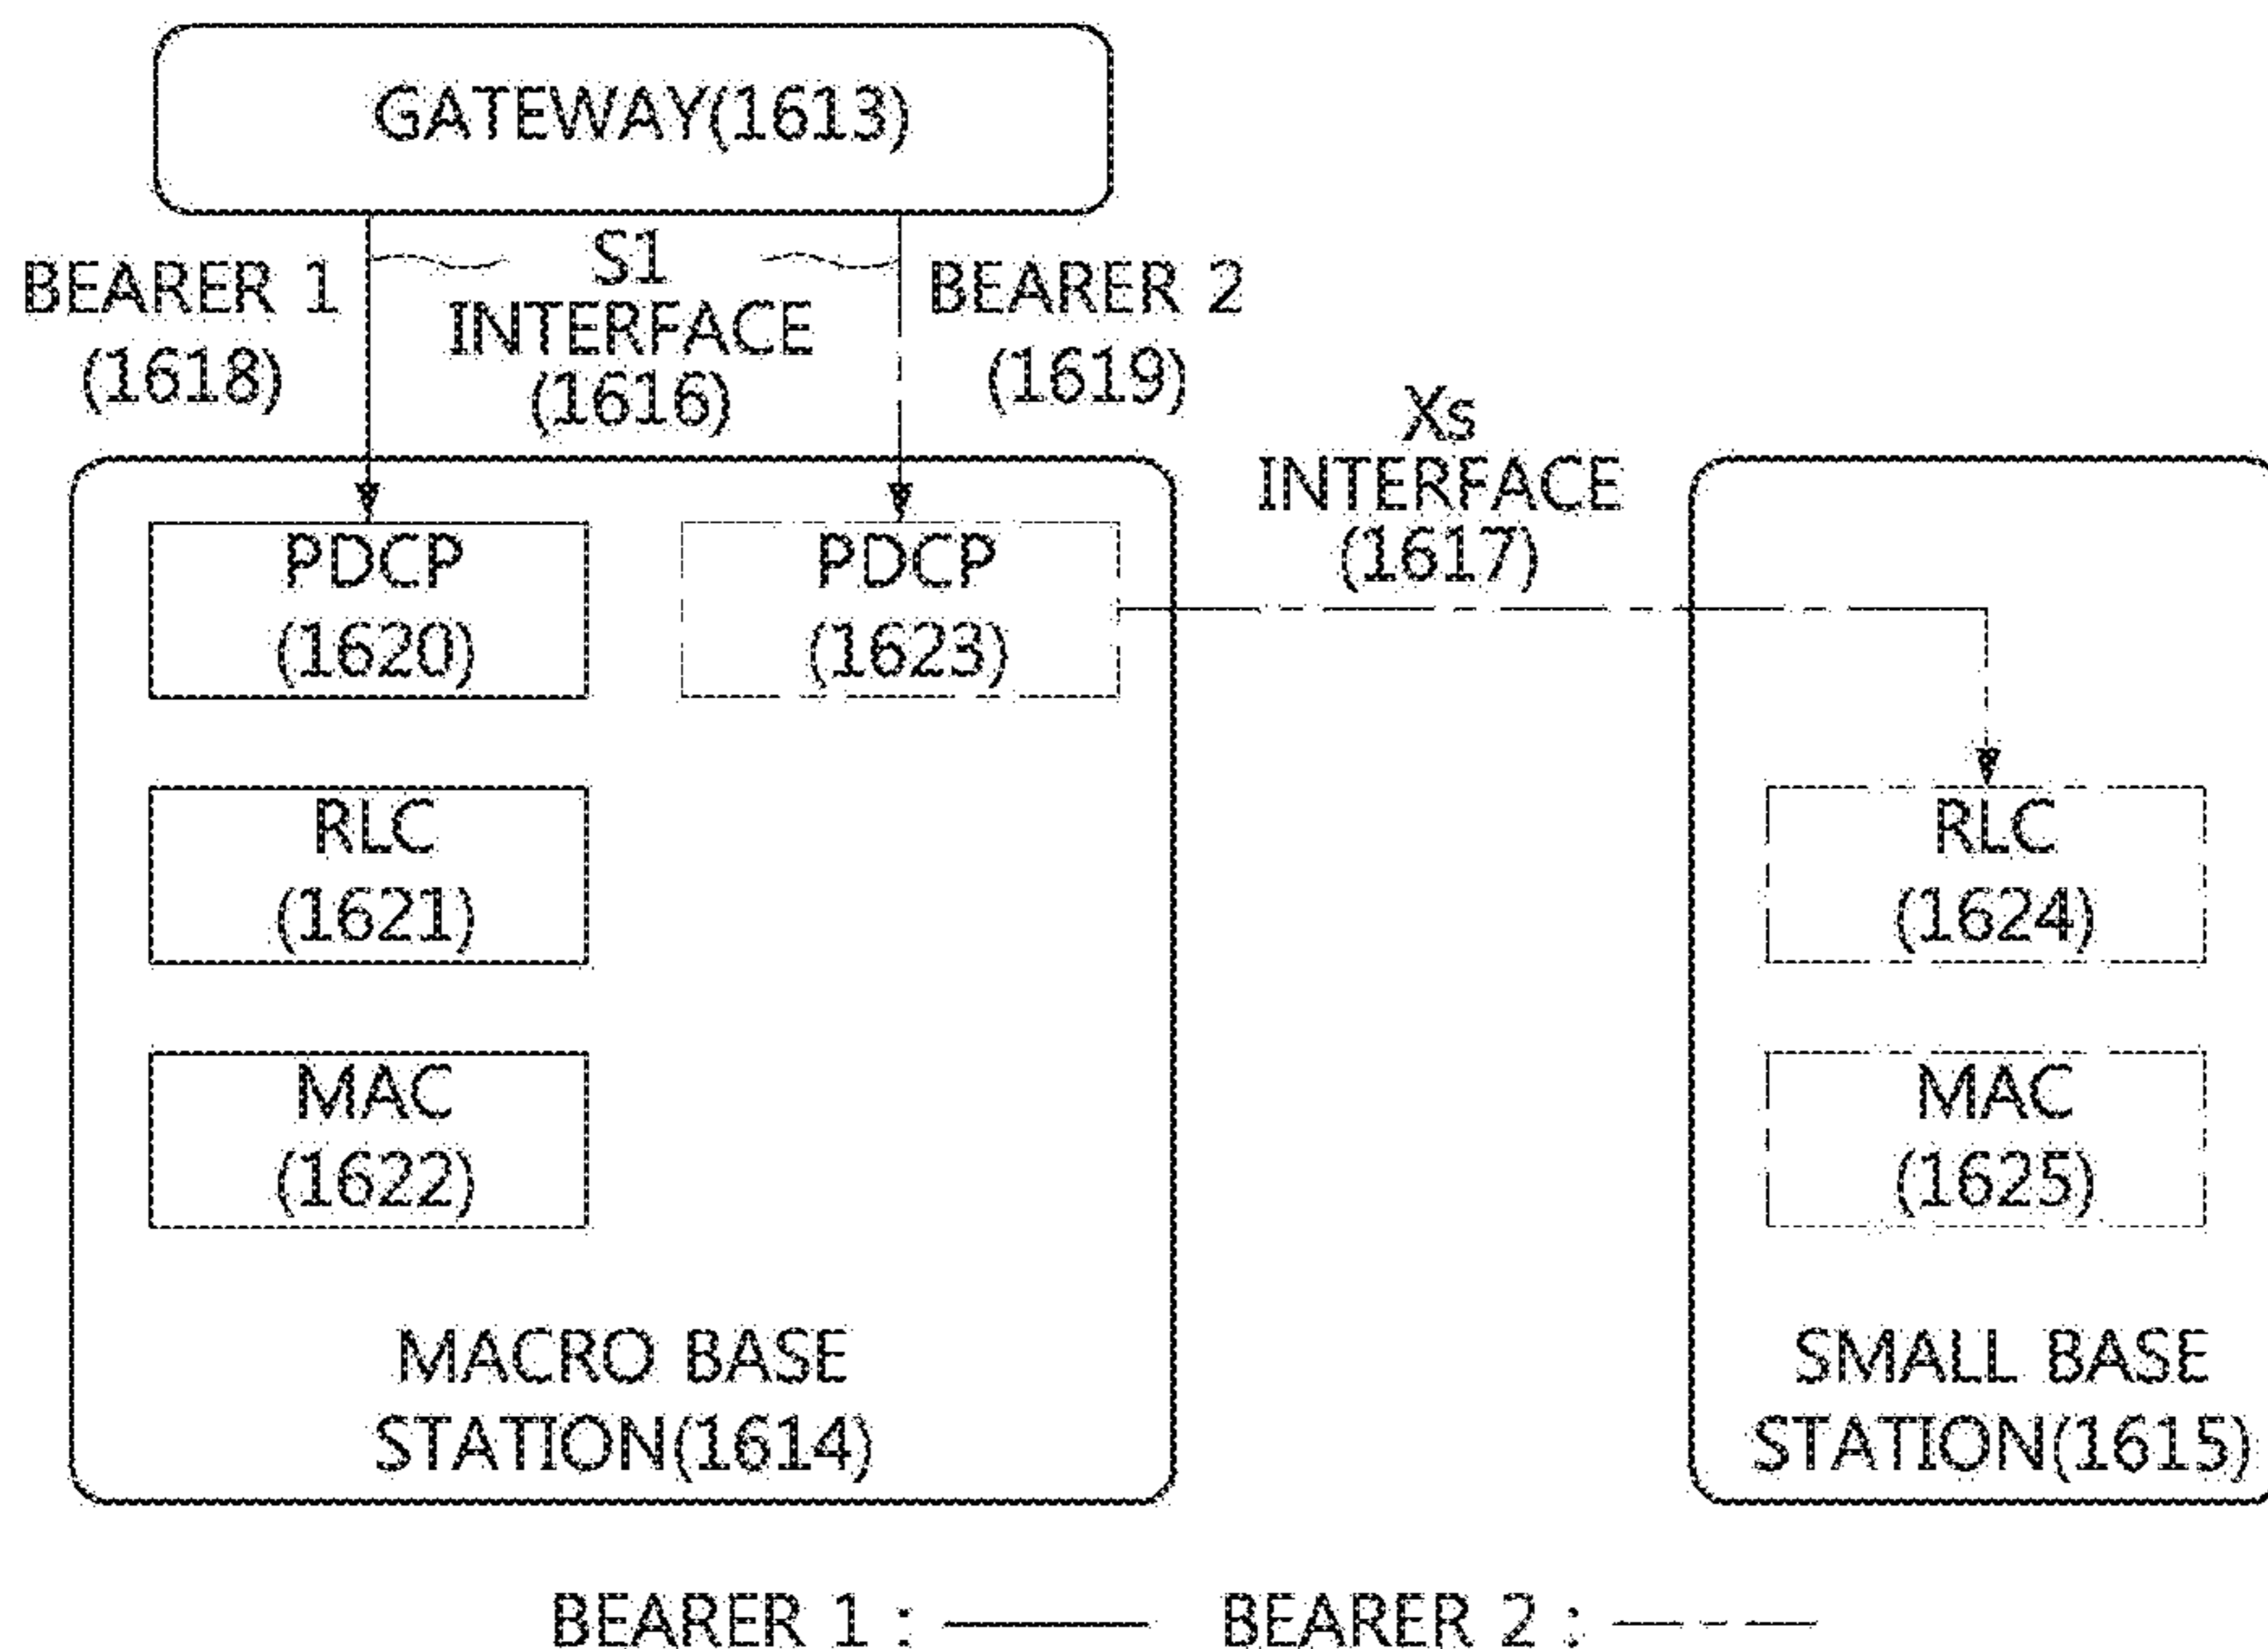 GATEWAY(1613)
BEARER 1
(1618)
S1
INTERFACE
(1616)
BEARER 2
(1619)
Xs
INTERFACE
(1617)
PDCP
(1620)
PDCP
(1623)
RLC
(1621)
RLC
(1624)
MAC
(1622)
MAC
(1625)
MACRO BASE
STATION(1614)
SMALL BASE
STATION(1615)
BEARER 1 :
BEARER 2 :